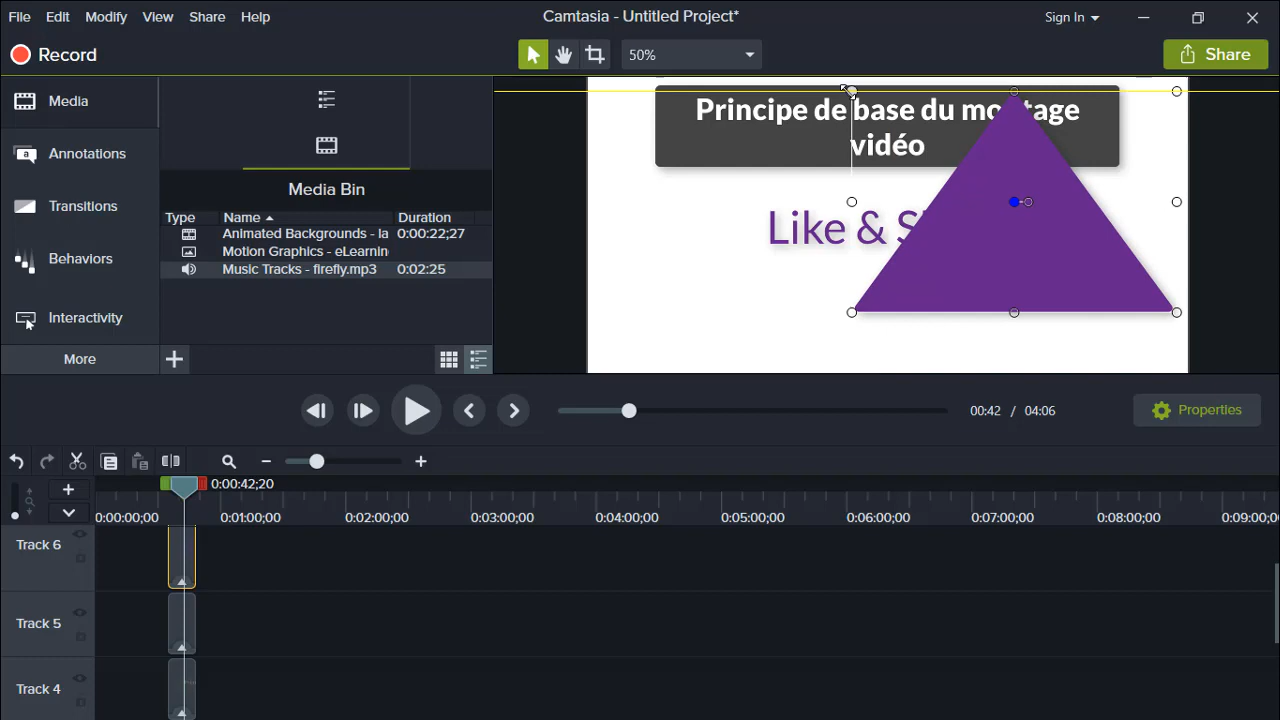 File Edit Modify View Share Help
Camtasia - Untitled Project*
Sign In
Record
50%
Share
Media
Annotations
Transitions
Behaviors
Interactivity
More
Media Bin
Type Name Duration
Animated Backgrounds - la 0:00:22;27
Motion Graphics - eLearnin
Music Tracks - firefly.mp3 0:02:25
Principe de base du montage
vidéo
Like & S
00:42 / 04:06
Properties
0:00:42;20
0:00:00;00 0:01:00;00 0:02:00;00 0:03:00;00 0:04:00;00 0:05:00;00 0:06:00;00 0:07:00;00 0:08:00;00 0:09:00;0
Track 6
Track 5
Track 4